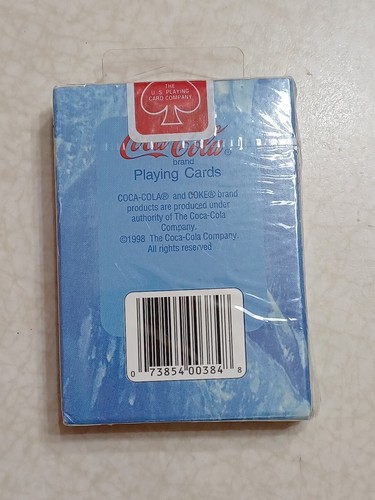 THE
U.S. PLAYING
CARD COMPANY
Coca-Cola®
brand
Playing Cards
COCA-COLA® and COKE® brand
products are produced under
authority of The Coca-Cola
Company.
©1998 The Coca-Cola Company.
All rights reserved.
0 73854 00384 8